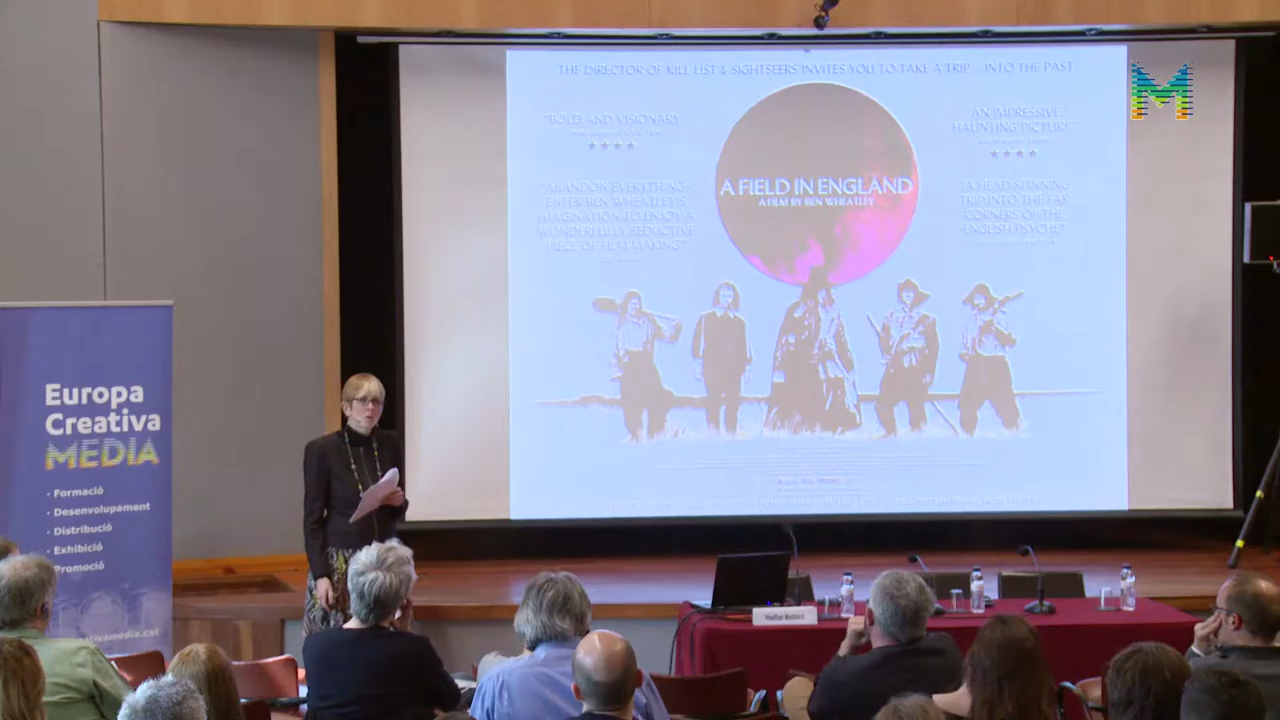 THE DIRECTOR OF KILL LIST & SIGHTSEERS INVITES YOU TO TAKE A TRIP... INTO THE PAST
"BOLD AND VISIONARY"
★★★★
"AN IMPRESSIVE,
HAUNTING PICTURE"
★★★★
"ABANDON EVERYTHING -
ENTER BEN WHEATLEY'S
IMAGINATION TO ENJOY A
WONDERFULLY SEDUCTIVE
PIECE OF FILM MAKING"
"A HEAD-SPINNING
TRIP INTO THE FAR
CORNERS OF THE
ENGLISH PSYCHE"
A FIELD IN ENGLAND
A FILM BY BEN WHEATLEY
M
Europa
Creativa
MEDIA
· Formació
· Desenvolupament
· Distribució
· Exhibició
Promoció